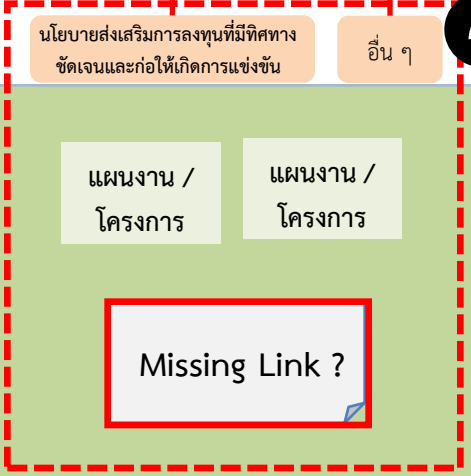 นโยบายส่งเสริมการลงทุนที่มีทิศทาง
ชัดเจนและก่อให้เกิดการแข่งขัน
อื่น ๆ
แผนงาน /
โครงการ
แผนงาน /
โครงการ
Missing Link ?